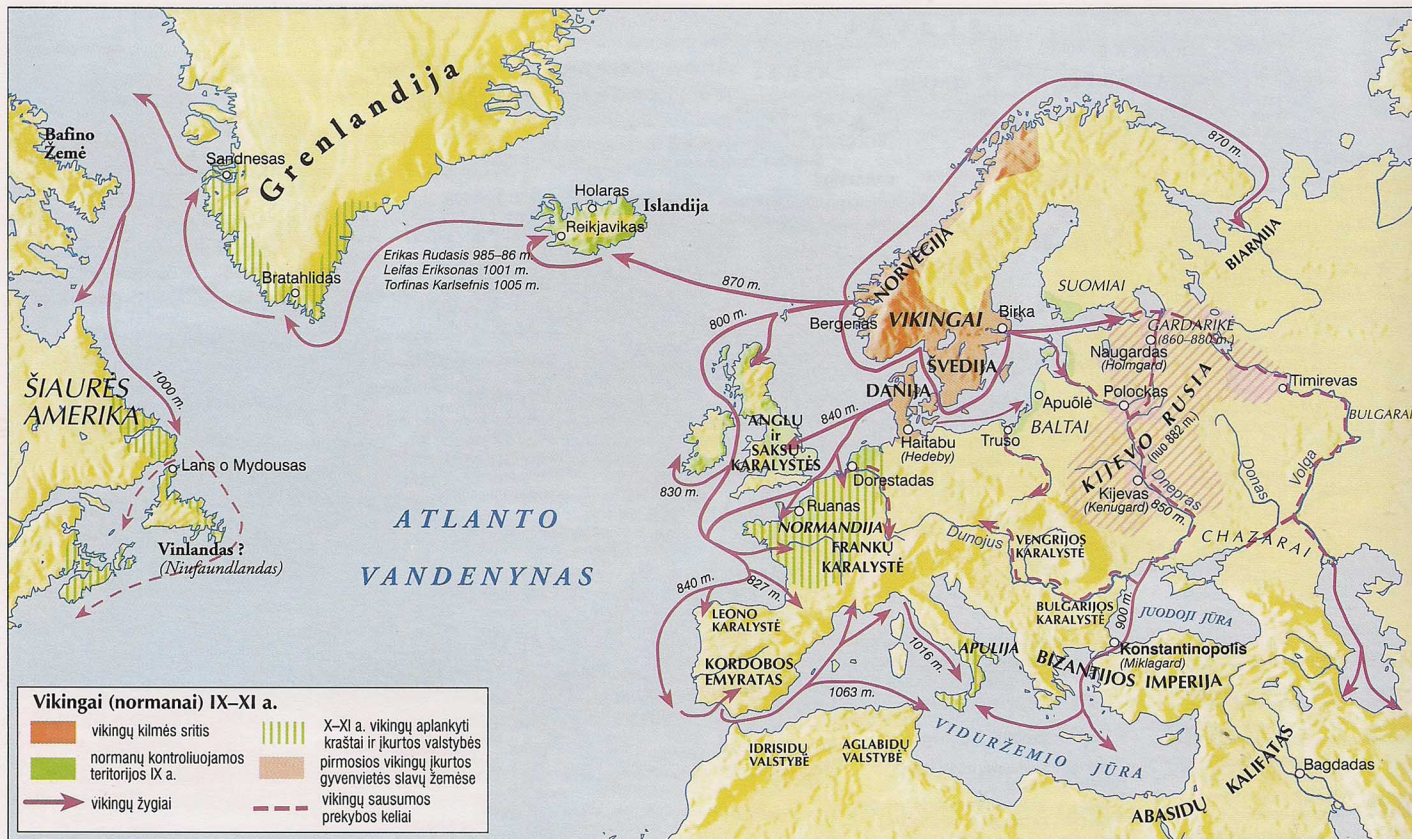 Grenlandija
Bafino
Žemė
Sandnesas
Bratahlidas
Holaras
Islandija
Reikjavikas
Erikas Rudasis 985–86 m.
Leifas Eriksonas 1001 m.
Torfinas Karlsefnis 1005 m.
870 m.
870 m.
BIARMIJA
NORVEGIJA
SUOMIAI
800 m.
Bergenas
VIKINGAI
Birka
GARDARIKĖ
(860–880 m.)
Naugardas
(Holmgard)
ŠVEDIJA
DANIJA
Timirevas
ŠIAURĖS
AMERIKA
1000 m.
Polockas
Apuolė
BALTAI
BULGARAI
840 m.
ANGLŲ
ir
SAKSŲ
KARALYSTĖS
Haitabu
(Hedeby)
Truso
KIJEVO RUSIA
(nuo 882 m.)
Lans o Mydousas
830 m.
Dorestadas
Kijevas
(Kenugard)
Dnepras
850 m.
Donas
Volga
Ruanas
NORMANDIJA
FRANKŲ
KARALYSTĖ
ATLANTO
VANDENYNAS
Vinlandas ?
(Niufaundlandas)
Dunojus
VENGRIJOS
KARALYSTĖ
CHAZARAI
840 m.
827 m.
LEONO
KARALYSTĖ
BULGARIJOS
KARALYSTĖ
900 m.
JUODOJI JŪRA
KORDOBOS
EMYRATAS
1016 m.
APULIJA
Konstantinopolis
(Miklagard)
BIZANTIJOS IMPERIJA
1063 m.
IDRISIDŲ
VALSTYBĖ
AGLABIDŲ
VALSTYBĖ
VIDURŽEMIO JŪRA
Bagdadas
ABASIDŲ KALIFATAS
Vikingai (normanai) IX–XI a.
vikingų kilmės sritis
normanų kontroliuojamos
teritorijos IX a.
vikingų žygiai
X–XI a. vikingų aplankyti
kraštai ir įkurtos valstybės
pirmosios vikingų įkurtos
gyvenvietės slavų žemėse
vikingų sausumos
prekybos keliai